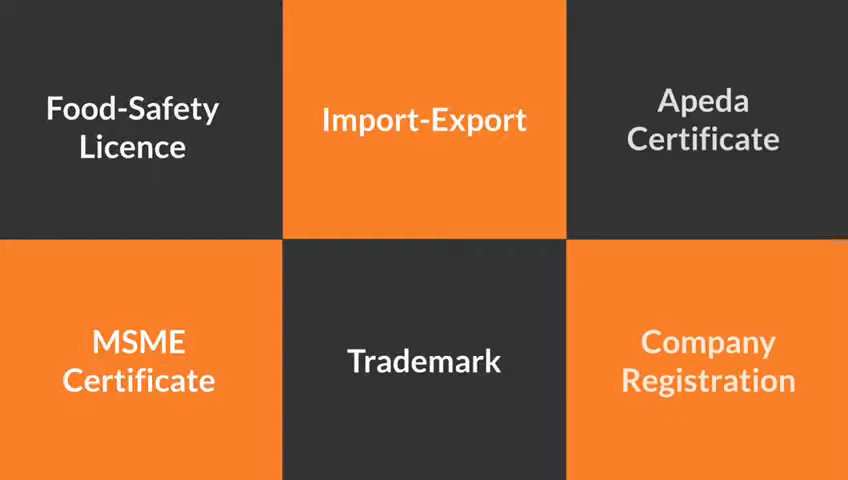 Food-Safety
Licence
Import-Export
Apeda
Certificate
MSME
Certificate
Trademark
Company
Registration